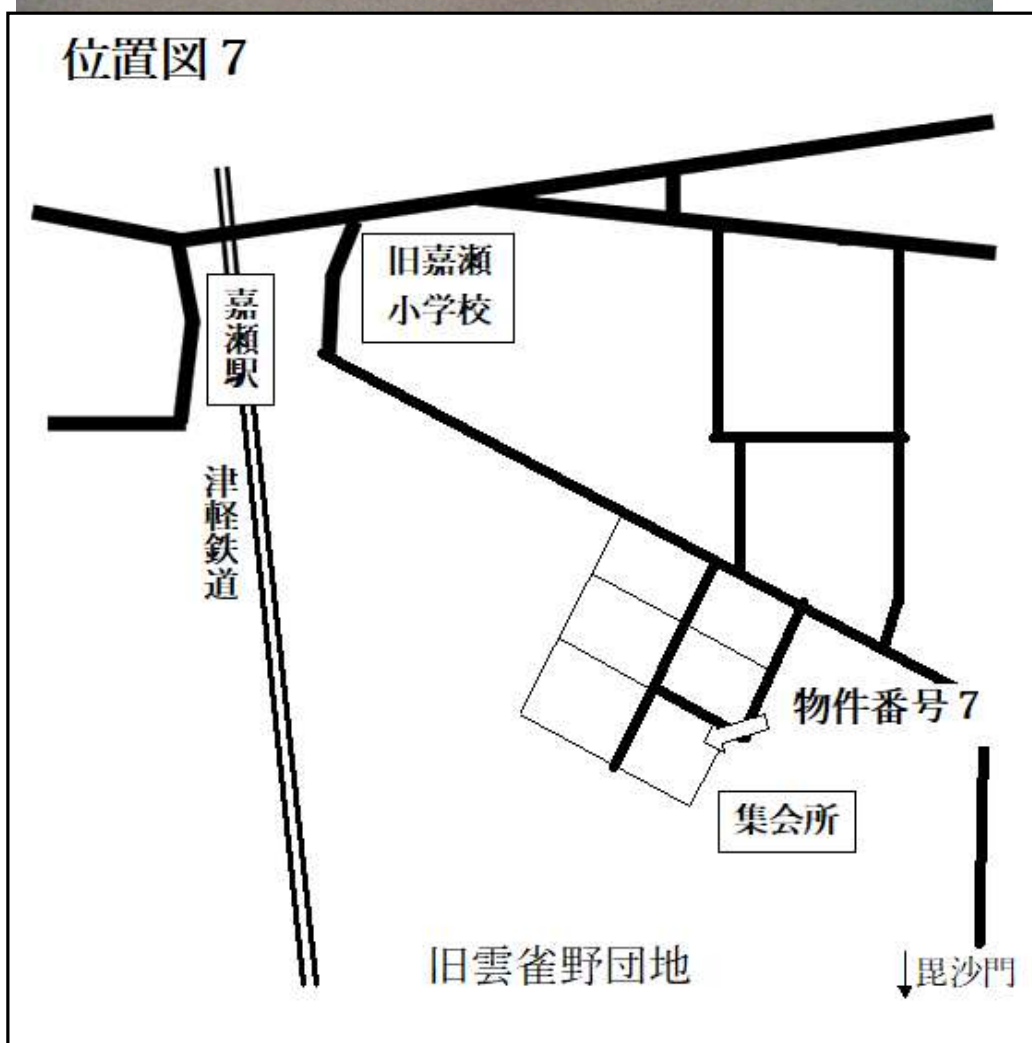 位置図７
旧嘉瀬
小学校
嘉瀬駅
津軽鉄道
物件番号７
集会所
旧雲雀野団地
毘沙門